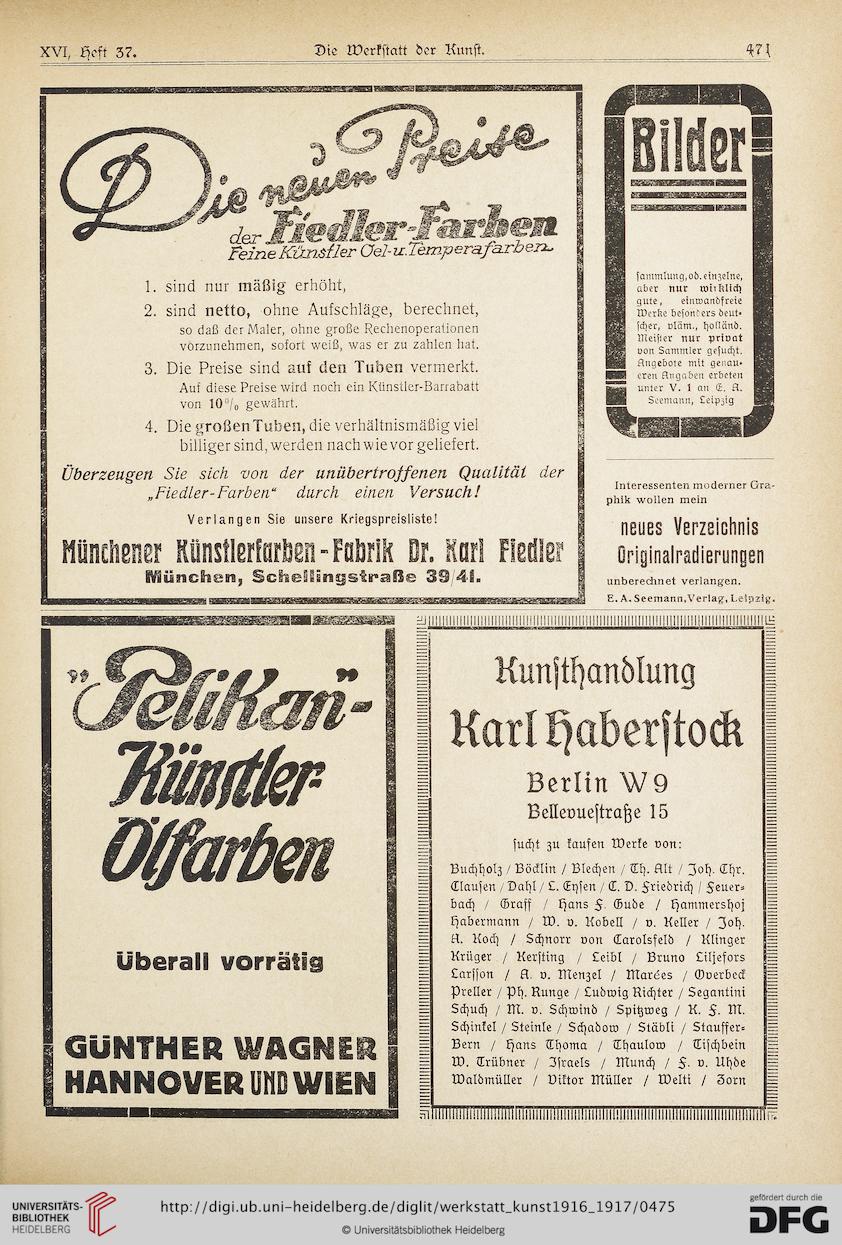 XVI, Heft 37.
Die Werkstatt der Kunst.
471
Die neuen Preise
der Fiedler-Farben
Feine Künstler Oel- u. Temperafarben
1. sind nur mäßig erhöht,
2. sind netto, ohne Aufschläge, berechnet,
so daß der Maler, ohne große Rechenoperationen
vorzunehmen, sofort weiß, was er zu zahlen hat.
3. Die Preise sind auf den Tuben vermerkt.
Auf diese Preise wird noch ein Künstler-Barrabatt
von 10% gewährt.
4. Die großen Tuben, die verhältnismäßig viel
billiger sind, werden nach wie vor geliefert.
Überzeugen Sie sich von der unübertroffenen Qualität der
„Fiedler-Farben“ durch einen Versuch!
Verlangen Sie unsere Kriegspreisliste!
Münchener Künstlerfarben-Fabrik Dr. Karl Fiedler
München, Schellingstraße 39/41.
Bilder
sammlung, od. einzelne,
aber nur wirklich
gute, einwandfreie
Werke besonders deut-
scher, vläm., holländ.
Meister nur privat
von Sammler gesucht.
Angebote mit genau-
eren Angaben erbeten
unter V. 1 an E. A.
Seemann, Leipzig
Interessenten moderner Gra-
phik wollen mein
neues Verzeichnis
Originalradierungen
unberechnet verlangen.
E. A. Seemann, Verlag, Leipzig.
„Pelikan“-
Künstler-
Ölfarben
Überall vorrätig
GÜNTHER WAGNER
HANNOVER UND WIEN
Kunsthandlung
Karl Haberstock
Berlin W 9
Bellevuestraße 15
sucht zu kaufen Werke von:
Buchholz / Böcklin / Blechen / Th. Alt / Joh. Chr.
Clausen / Dahl / L. Eysen / C. D. Friedrich / Feuer-
bach / Graff / Hans F. Gude / Hammershoj
Habermann / W. v. Kobell / v. Keller / Joh.
A. Koch / Schnorr von Carolsfeld / Klinger
Krüger / Kersting / Leibl / Bruno Liljefors
Larsson / A. v. Menzel / Marées / Overbeck
Preller / Ph. Runge / Ludwig Richter / Segantini
Schuch / M. v. Schwind / Spitzweg / K. F. M.
Schinkel / Steinle / Schadow / Stäbli / Stauffer-
Bern / Hans Thoma / Thaulow / Tischbein
W. Trübner / Israels / Munch / F. v. Uhde
Waldmüller / Viktor Müller / Welti / Zorn
UNIVERSITÄTS-
BIBLIOTHEK
HEIDELBERG
http://digi.ub.uni-heidelberg.de/diglit/werkstatt_kunst1916_1917/0475
© Universitätsbibliothek Heidelberg
gefördert durch die
DFG